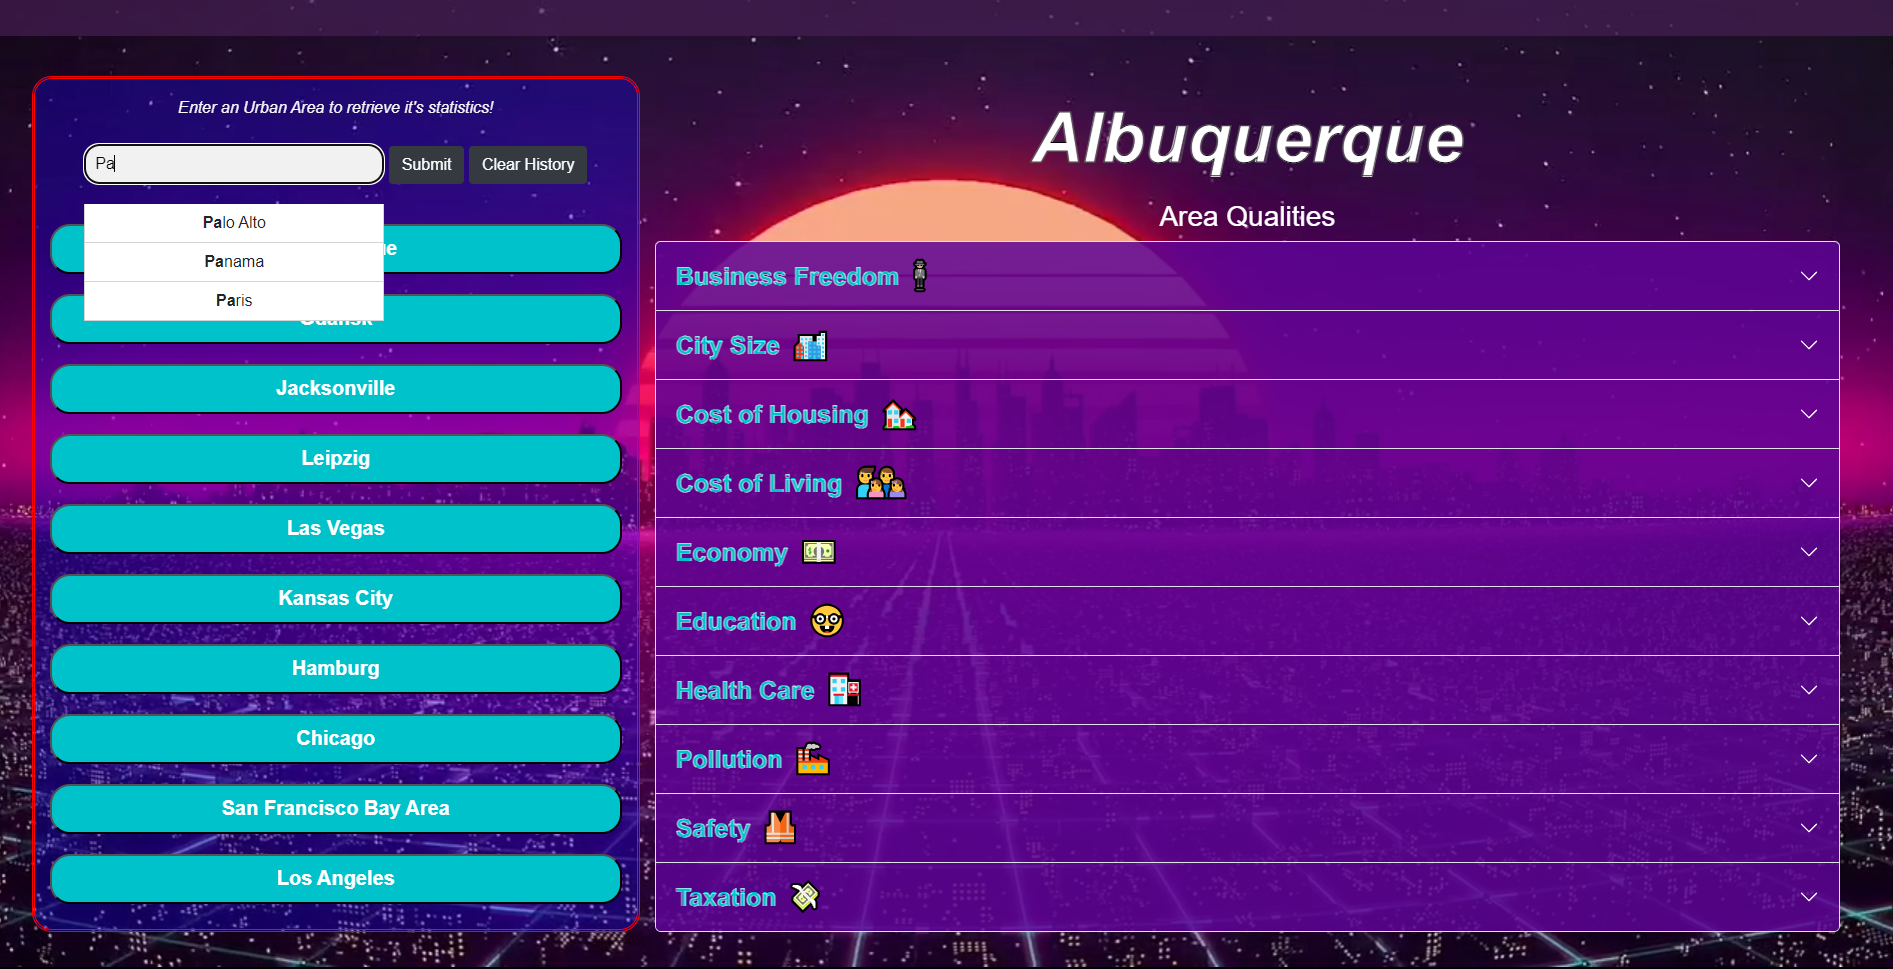 Enter an Urban Area to retrieve it's statistics!
Pa
Submit
Clear History
Palo Alto
Panama
Paris
Jacksonville
Leipzig
Las Vegas
Kansas City
Hamburg
Chicago
San Francisco Bay Area
Los Angeles
Albuquerque
Area Qualities
Business Freedom
City Size
Cost of Housing
Cost of Living
Economy
Education
Health Care
Pollution
Safety
Taxation